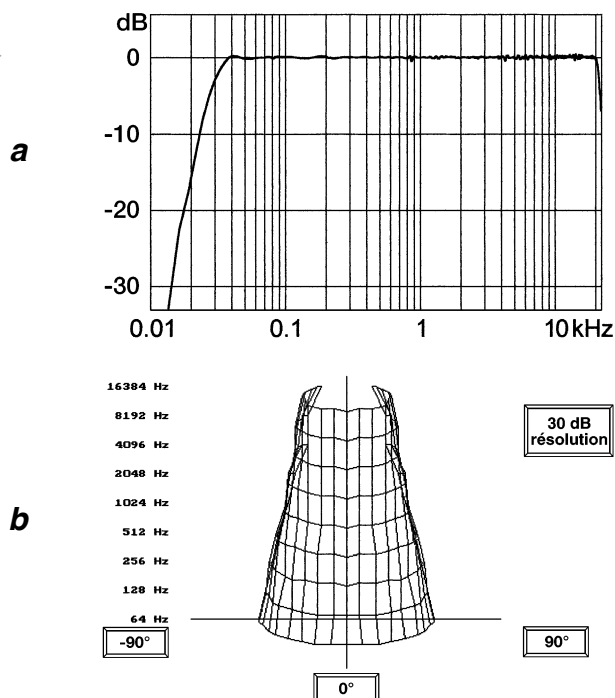 dB
0
-10
-20
-30
0.01 0.1 1 10 kHz
a
16384 Hz
8192 Hz
4096 Hz
2048 Hz
1024 Hz
512 Hz
256 Hz
128 Hz
64 Hz
b
30 dB
résolution
-90°
90°
0°